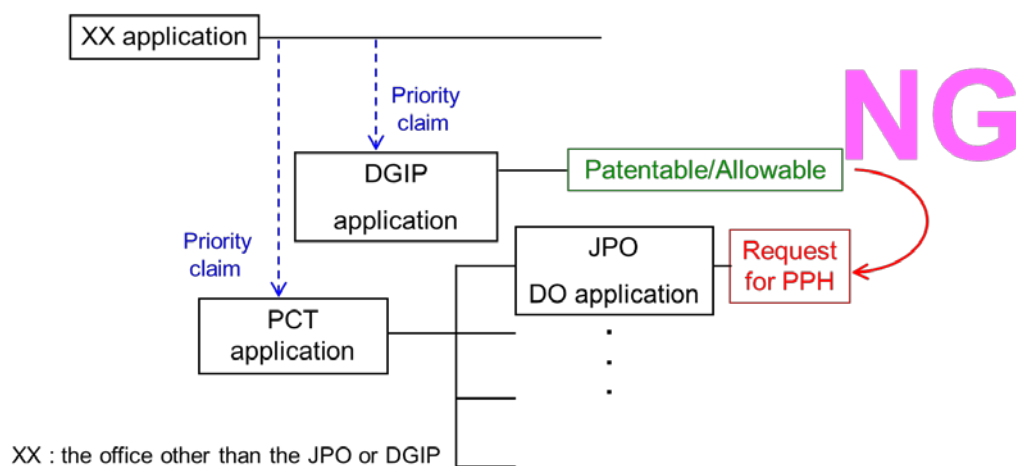 XX application
NG
Priority
claim
DGIP
application
Patentable/Allowable
Priority
claim
JPO
DO application
Request
for PPH
PCT
application
XX : the office other than the JPO or DGIP